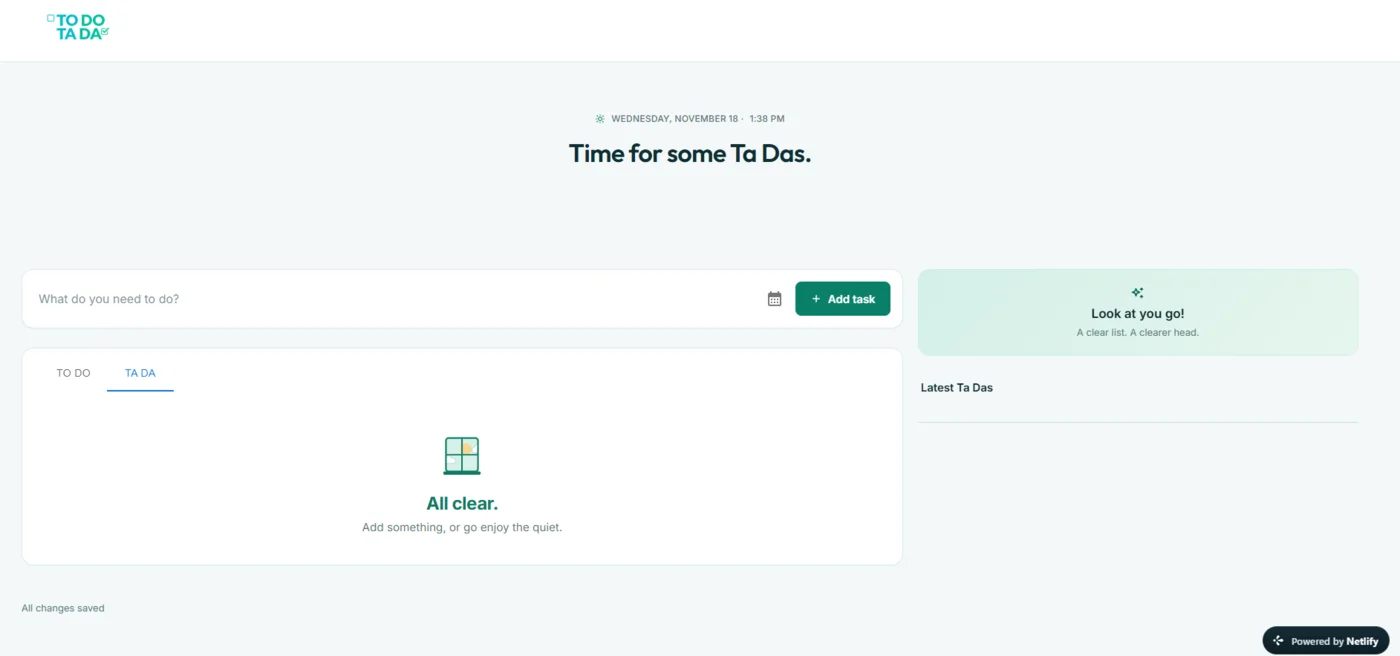 TO DO
TA DA
WEDNESDAY, NOVEMBER 18 · 1:38 PM
Time for some Ta Das.
What do you need to do?
+ Add task
Look at you go!
A clear list. A clearer head.
TO DO TA DA
Latest Ta Das
All clear.
Add something, or go enjoy the quiet.
All changes saved
Powered by Netlify